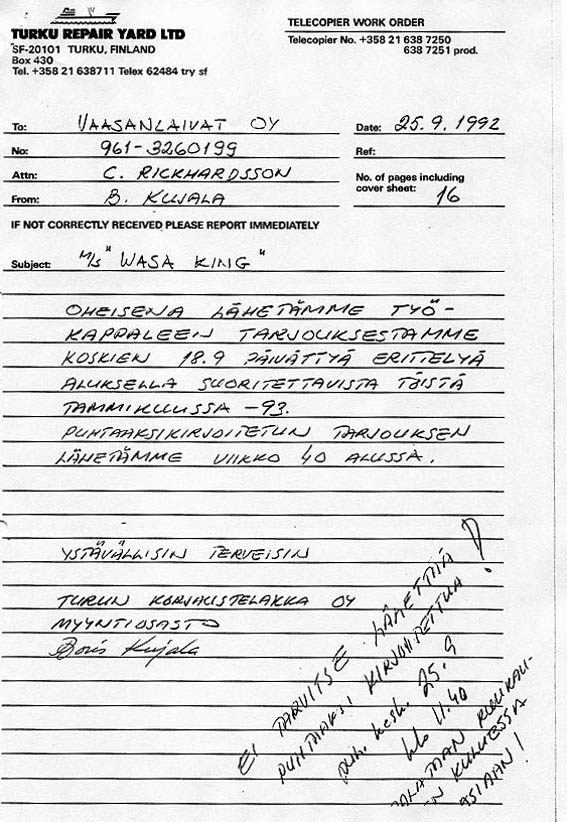 TURKU REPAIR YARD LTD
SF-20101 TURKU, FINLAND
Box 430
Tel. +358 21 638711 Telex 62484 try sf
TELECOPIER WORK ORDER
Telecopier No. +358 21 638 7250
638 7251 prod.
To: VAASANLAIVAT OY
No: 961-3260199
Attn: C. RICKHARDSSON
From: B. KUJALA
Date: 25.9.1992
Ref:
No. of pages including
cover sheet: 16
IF NOT CORRECTLY RECEIVED PLEASE REPORT IMMEDIATELY
Subject: M/S "WASA KING"
OHEISENA LÄHETÄMME TYÖ-
KAPPALEEN TARJOUKSESTAMME
KOSKIEN 18.9 PÄIVÄTTYÄ ERITTELYÄ
ALUKSELLA SUORITETTAVISTA TÖISTÄ
TAMMIKUUSSA -93.
PUHTAAKSIKIRJOITETUN TARJOUKSEN
LÄHETÄMME VIIKKO 40 ALUSSA.
YSTÄVÄLLISIN TERVEISIN
TURUN KORJAUSTELAKKA OY
MYYNTIOSASTO
Boris Kujala
EI TARVITSE LÄHETTÄÄ
PUHTAAKSI KIRJOITETTUA!
puh. kesk. 25.9
klo 11.40
KULUESSA
ASIAAN!